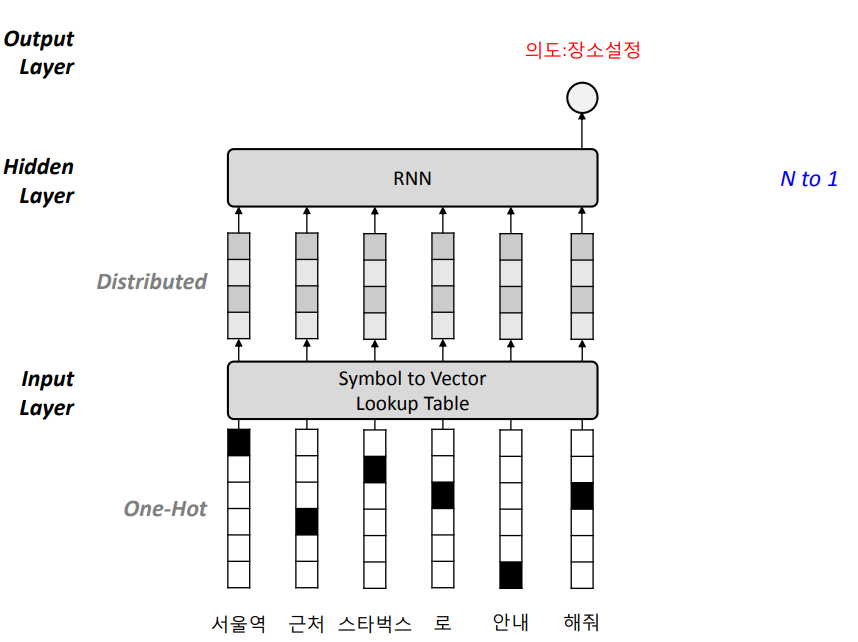 Output
Layer
의도:장소설정
Hidden
Layer
RNN
N to 1
Distributed
Input
Layer
Symbol to Vector
Lookup Table
One-Hot
서울역 근처 스타벅스 로 안내 해줘